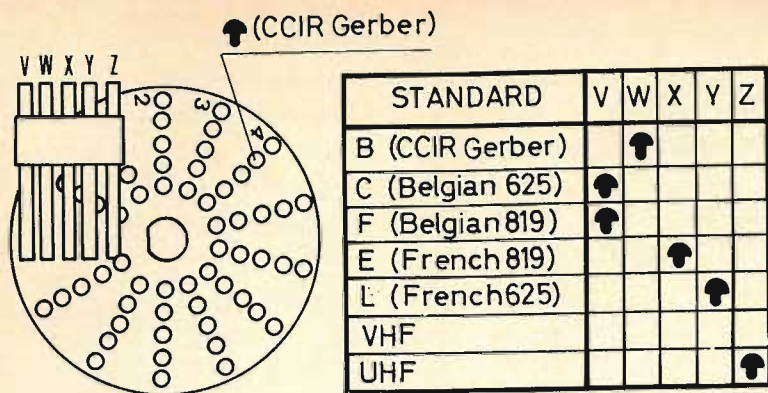 (CCIR Gerber)
V W X Y Z
2
3
4
STANDARD V W X Y Z
B (CCIR Gerber)
C (Belgian 625)
F (Belgian 819)
E (French 819)
L (French 625)
VHF
UHF